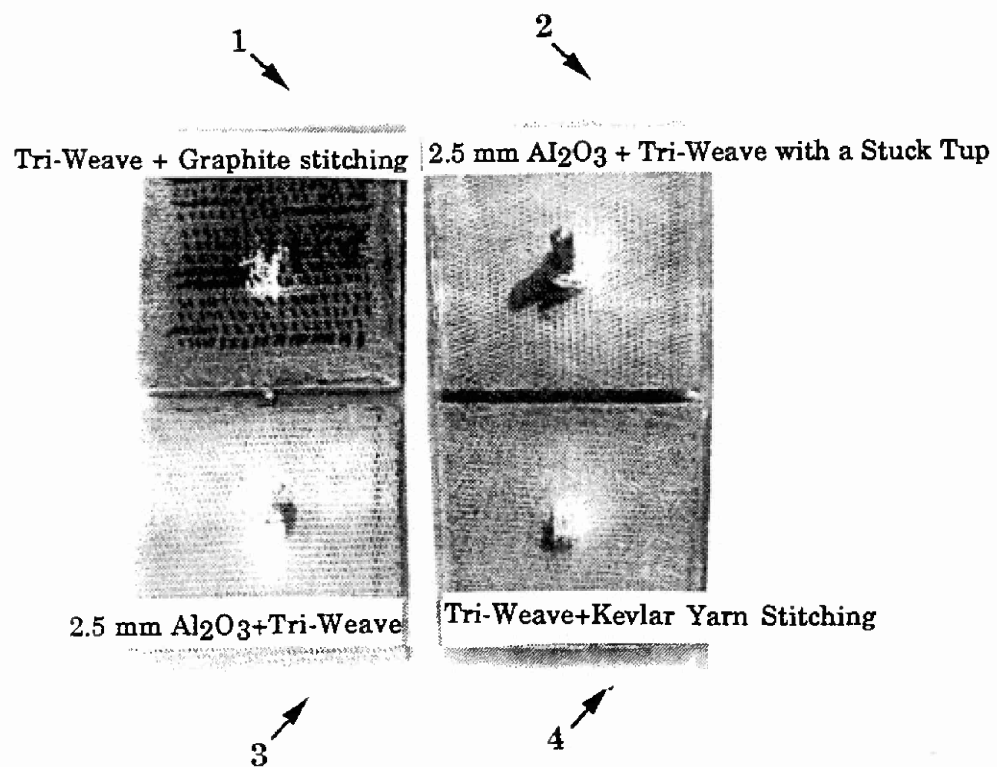 1
2
Tri-Weave + Graphite stitching
2.5 mm Al2O3 + Tri-Weave with a Stuck Tup
2.5 mm Al2O3+Tri-Weave
Tri-Weave+Kevlar Yarn Stitching
3
4